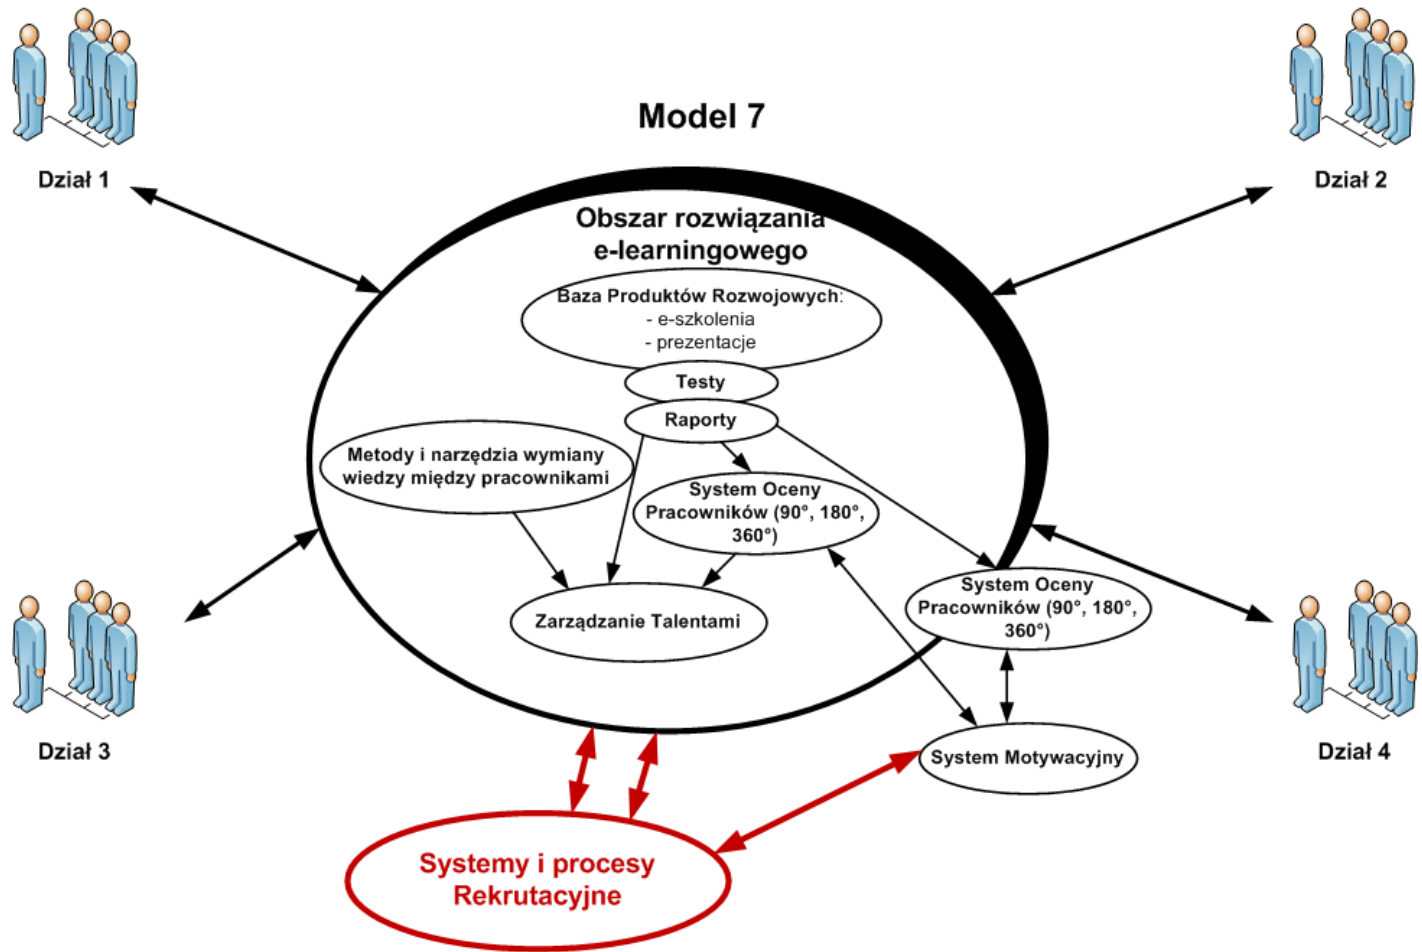 Model 7
Dział 1
Dział 2
Obszar rozwiązania
e-learningowego
Baza Produktów Rozwojowych:
- e-szkolenia
- prezentacje
Testy
Raporty
Metody i narzędzia wymiany
wiedzy między pracownikami
System Oceny
Pracowników (90°, 180°,
360°)
System Oceny
Pracowników (90°, 180°,
360°)
Zarządzanie Talentami
Dział 3
Dział 4
System Motywacyjny
Systemy i procesy
Rekrutacyjne